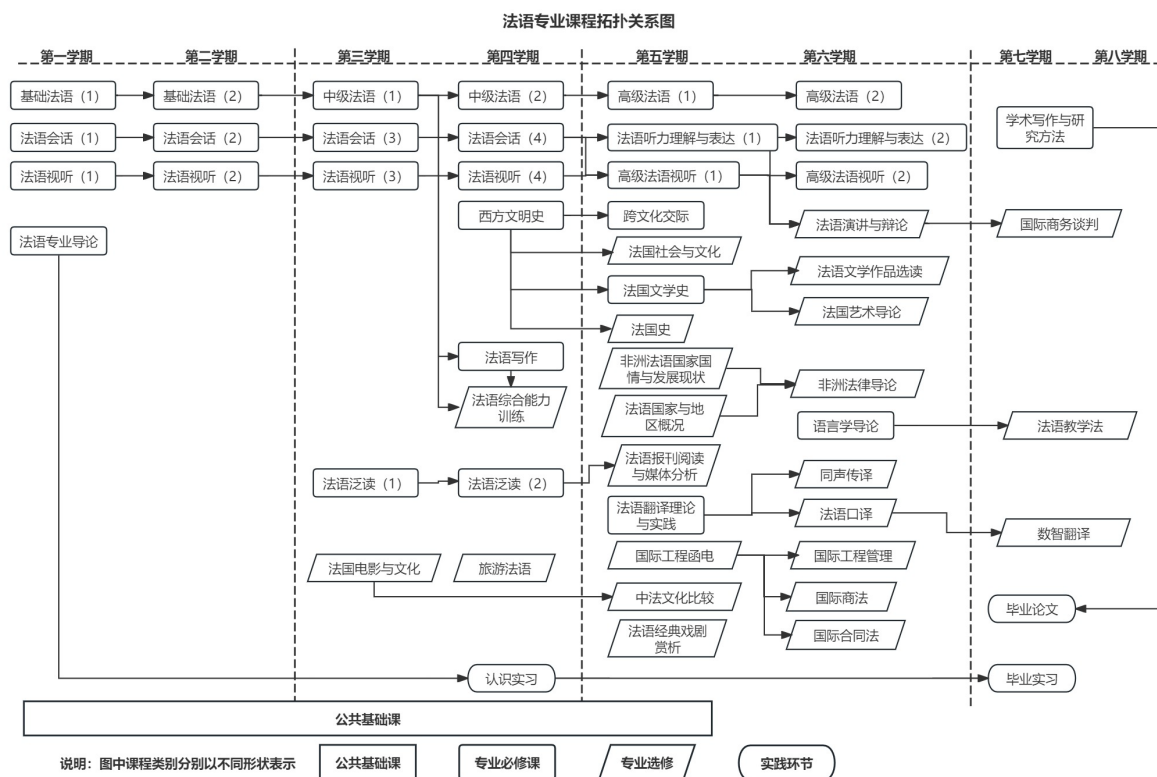 法语专业课程拓扑关系图
第一学期 第二学期 第三学期 第四学期 第五学期 第六学期 第七学期 第八学期
基础法语（1） 基础法语（2） 中级法语（1） 中级法语（2） 高级法语（1） 高级法语（2）
学术写作与研
究方法
法语会话（1） 法语会话（2） 法语会话（3） 法语会话（4） 法语听力理解与表达（1） 法语听力理解与表达（2）
法语视听（1） 法语视听（2） 法语视听（3） 法语视听（4） 高级法语视听（1） 高级法语视听（2）
西方文明史 跨文化交际 法语演讲与辩论 国际商务谈判
法语专业导论
法国社会与文化
法语文学作品选读
法国文学史
法国艺术导论
法国史
法语写作
非洲法语国家国
情与发展现状
非洲法律导论
法语综合能力
训练
法语国家与地
区概况
语言学导论 法语教学法
法语泛读（1） 法语泛读（2）
法语报刊阅读
与媒体分析
同声传译
法语翻译理论
与实践
法语口译
数智翻译
国际工程函电 国际工程管理
法国电影与文化 旅游法语
中法文化比较 国际商法 毕业论文
法语经典戏剧
赏析
国际合同法
认识实习 毕业实习
公共基础课
说明：图中课程类别分别以不同形状表示 公共基础课 专业必修课 专业选修 实践环节